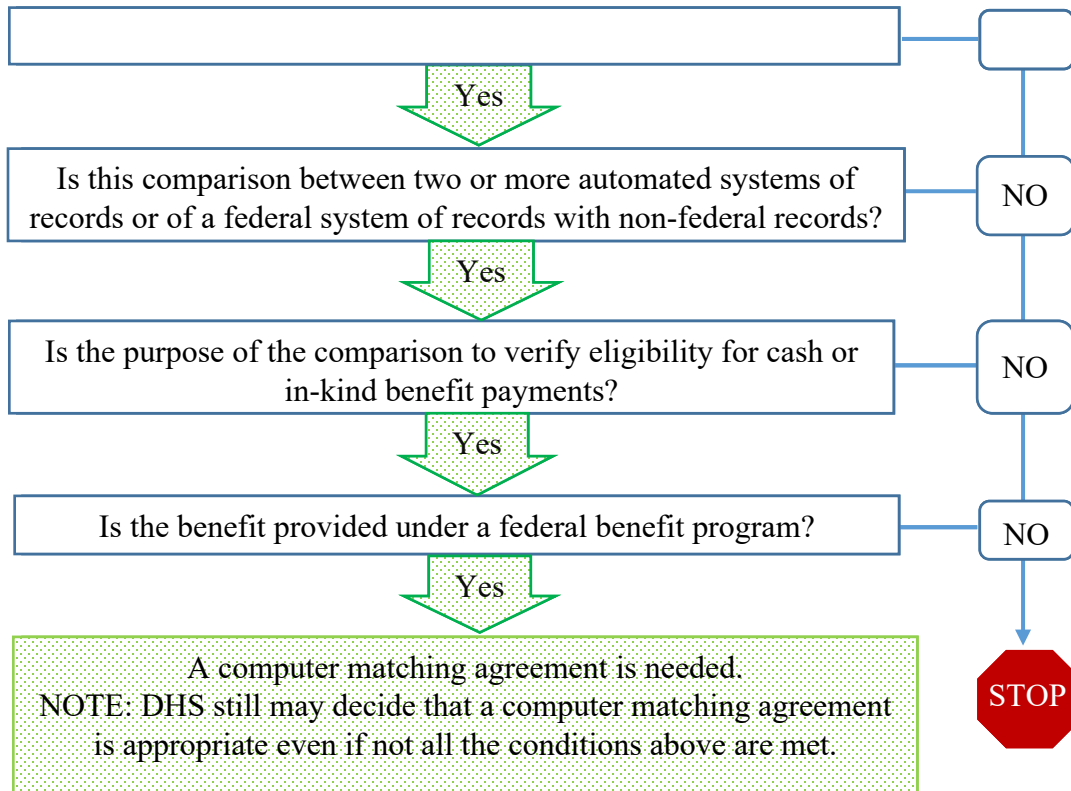 Yes
Is this comparison between two or more automated systems of
records or of a federal system of records with non-federal records?
NO
Yes
Is the purpose of the comparison to verify eligibility for cash or
in-kind benefit payments?
NO
Yes
Is the benefit provided under a federal benefit program?
NO
Yes
A computer matching agreement is needed.
NOTE: DHS still may decide that a computer matching agreement
is appropriate even if not all the conditions above are met.
STOP